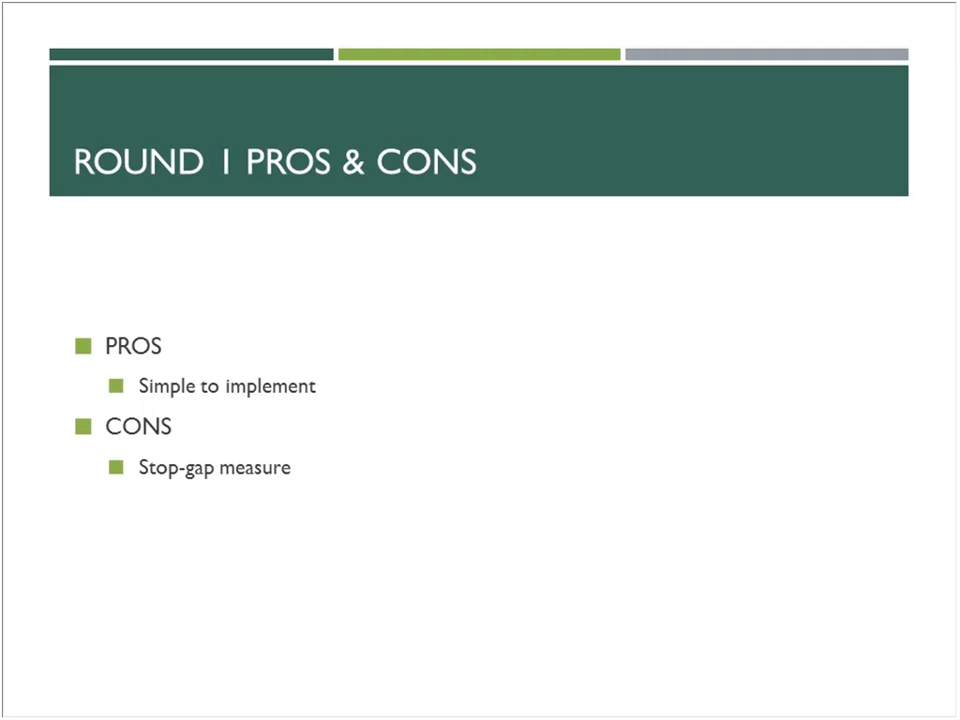 ROUND 1 PROS & CONS
PROS
Simple to implement
CONS
Stop-gap measure